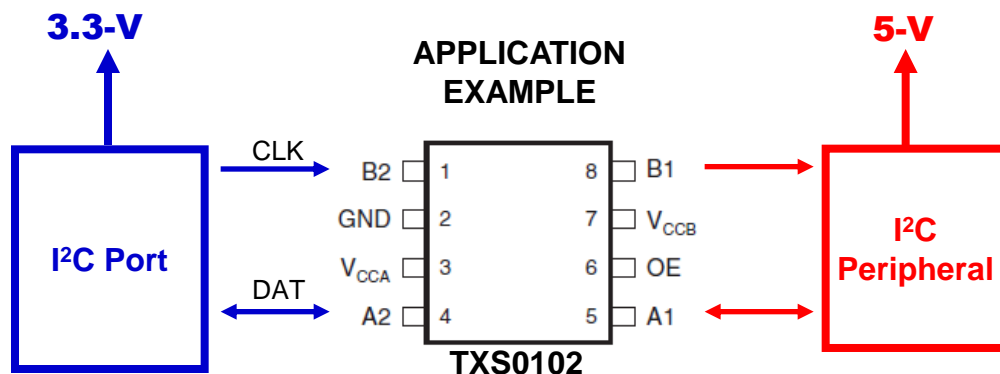 3.3-V
5-V
APPLICATION
EXAMPLE
CLK
B2 1 8 B1
GND 2 7 VCCB
I²C Port
I²C
Peripheral
VCCA 3 6 OE
DAT
A2 4 5 A1
TXS0102